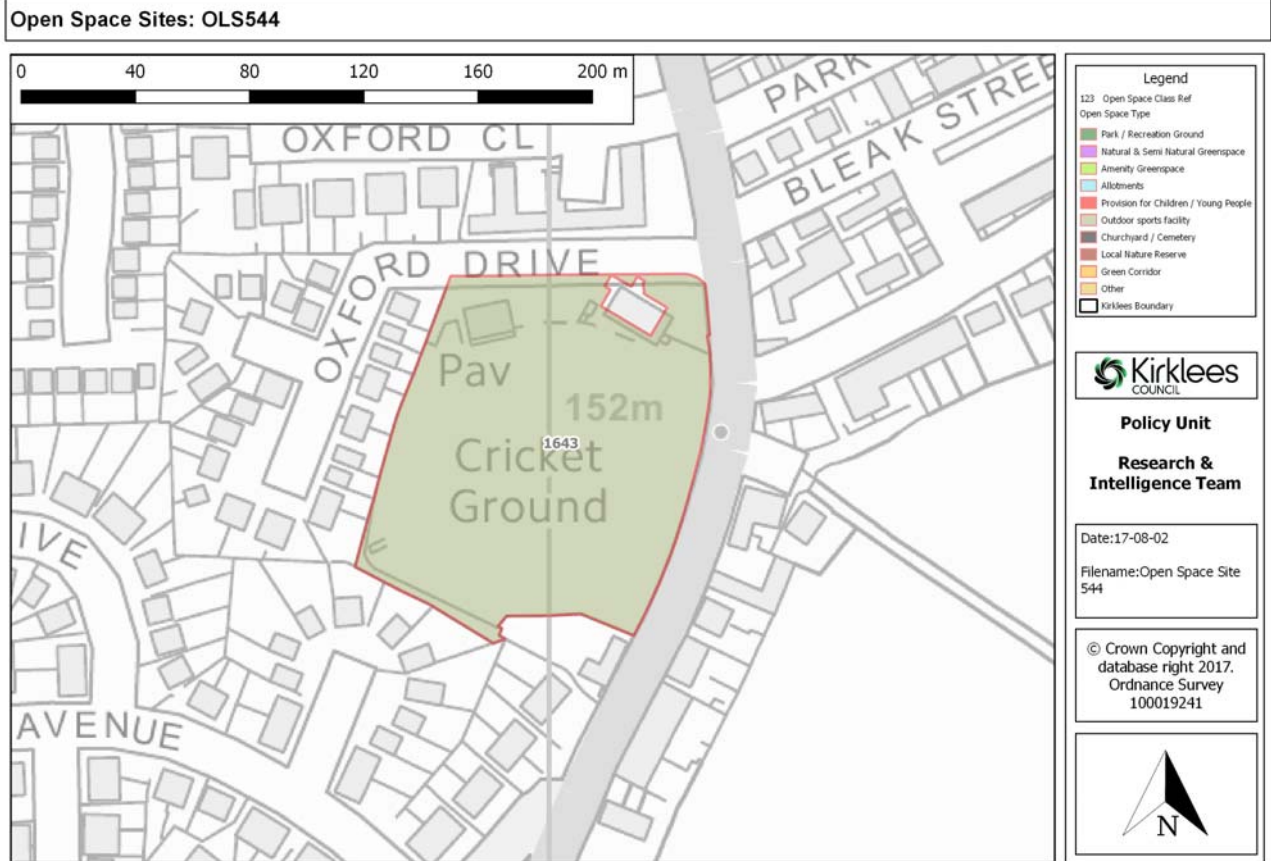 Open Space Sites: OLS544
0 40 80 120 160 200 m
OXFORD CL
PARK
BLEAK STREE
OXFORD DRIVE
Pav
152m
1643
Cricket
Ground
IVE
AVENUE
Legend
123 Open Space Class Ref
Open Space Type
Park / Recreation Ground
Natural & Semi Natural Greenspace
Amenity Greenspace
Allotments
Provision for Children / Young People
Outdoor sports facility
Churchyard / Cemetery
Local Nature Reserve
Green Corridor
Other
Kirklees Boundary
Kirklees
COUNCIL
Policy Unit
Research &
Intelligence Team
Date:17-08-02
Filename:Open Space Site
544
© Crown Copyright and
database right 2017.
Ordnance Survey
100019241
N